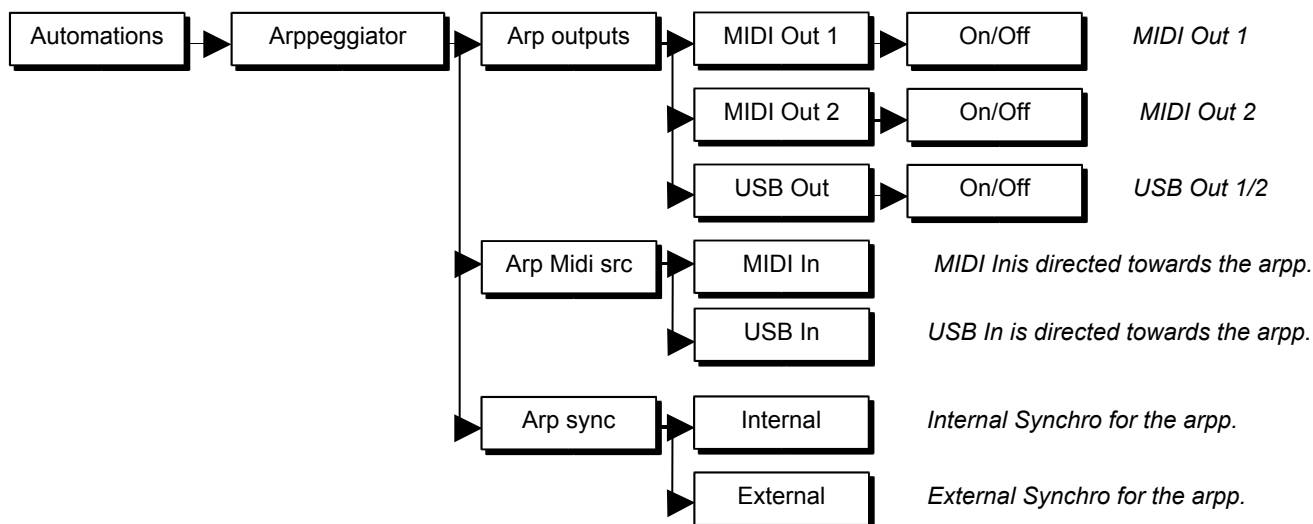 Automations Arppeggiator Arp outputs MIDI Out 1 On/Off MIDI Out 1
MIDI Out 2 On/Off MIDI Out 2
USB Out On/Off USB Out 1/2
Arp Midi src MIDI In MIDI Inis directed towards the arpp.
USB In USB In is directed towards the arpp.
Arp sync Internal Internal Synchro for the arpp.
External External Synchro for the arpp.